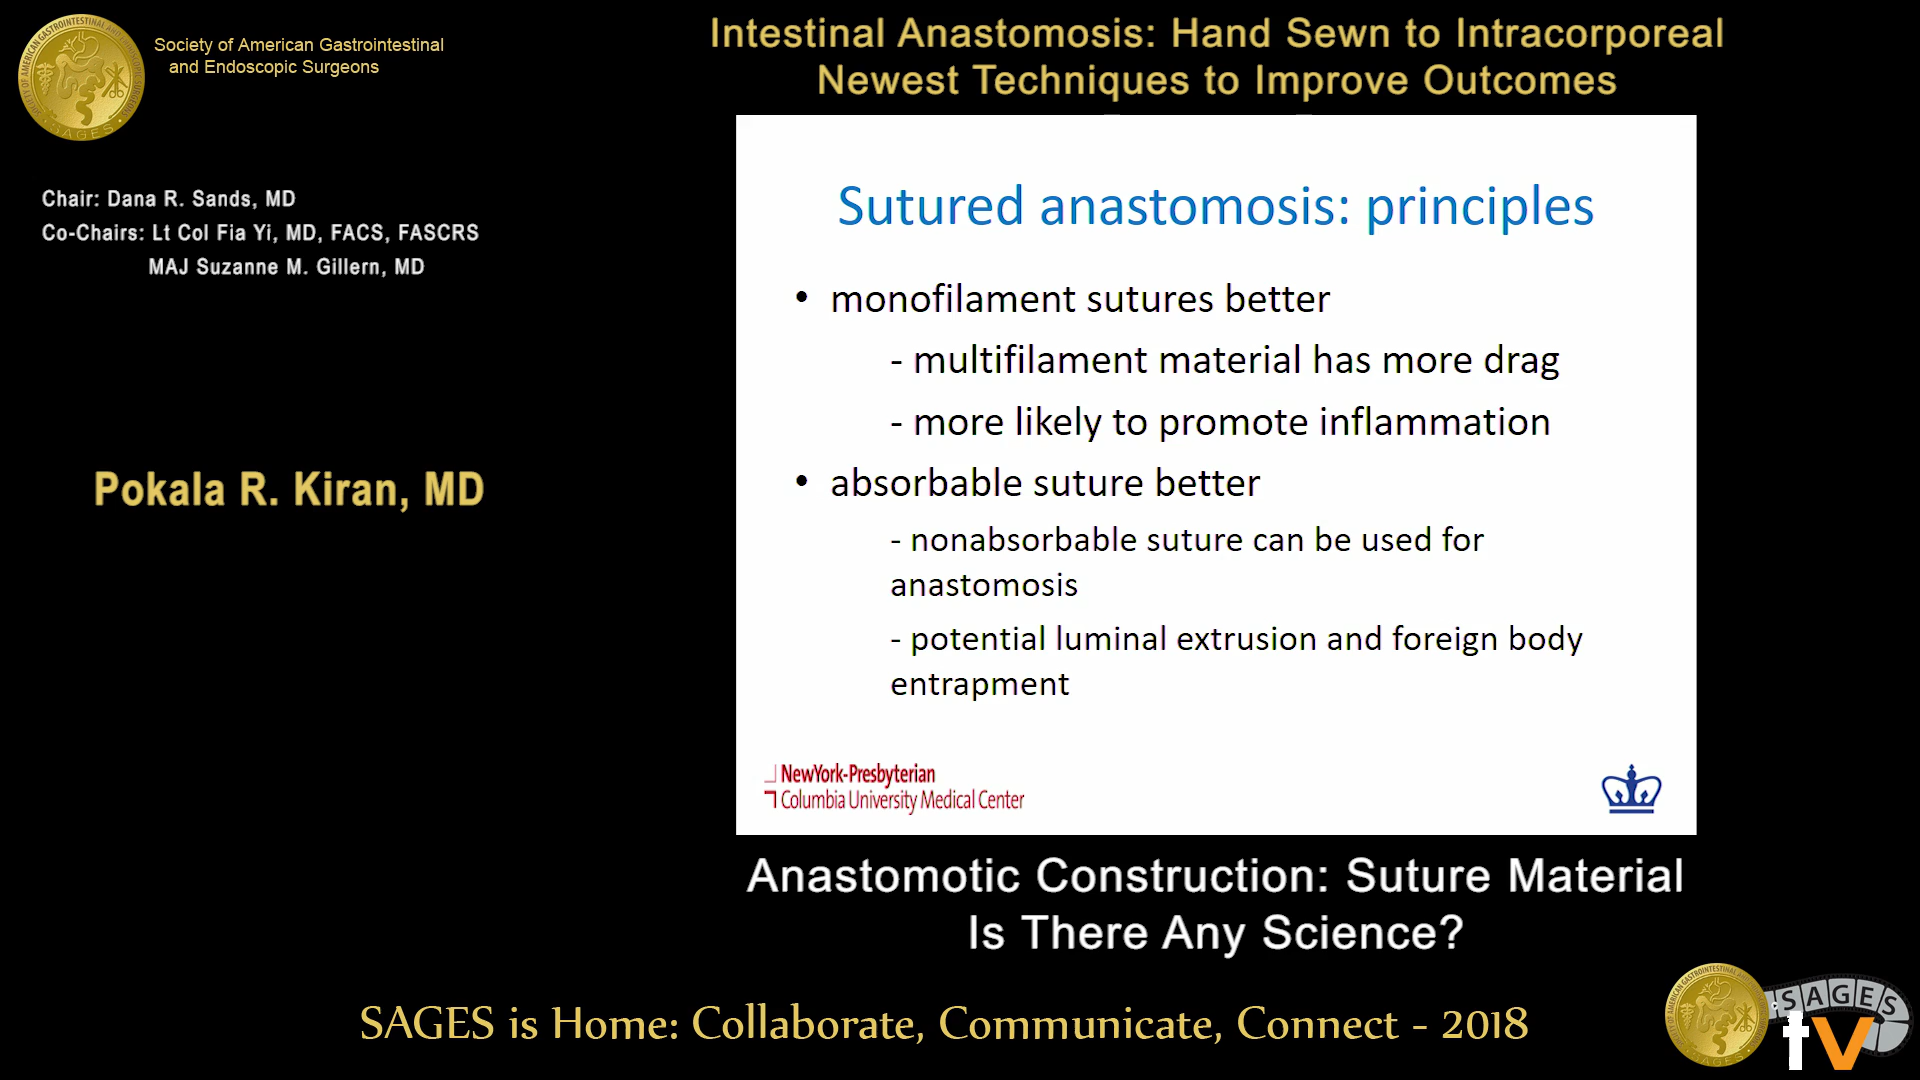 Society of American Gastrointestinal
and Endoscopic Surgeons
Intestinal Anastomosis: Hand Sewn to Intracorporeal
Newest Techniques to Improve Outcomes
Chair: Dana R. Sands, MD
Co-Chairs: Lt Col Fia Yi, MD, FACS, FASCRS
MAJ Suzanne M. Gillern, MD
Pokala R. Kiran, MD
Sutured anastomosis: principles
• monofilament sutures better
- multifilament material has more drag
- more likely to promote inflammation
• absorbable suture better
- nonabsorbable suture can be used for
anastomosis
- potential luminal extrusion and foreign body
entrapment
NewYork-Presbyterian
Columbia University Medical Center
Anastomotic Construction: Suture Material
Is There Any Science?
SAGES is Home: Collaborate, Communicate, Connect - 2018
SAGES
tv